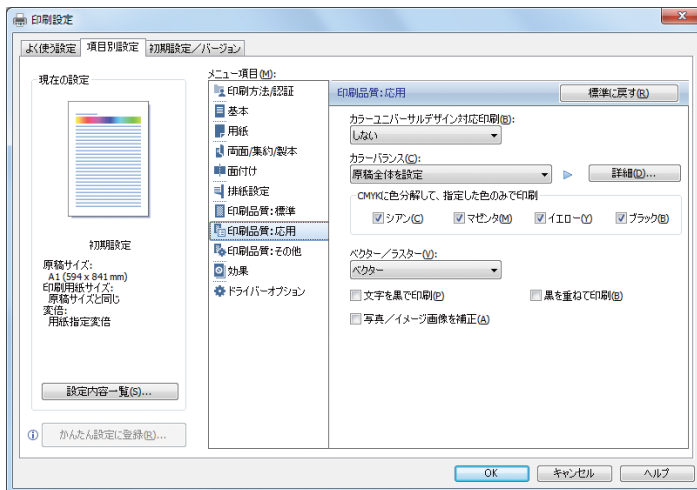 印刷設定
よく使う設定 項目別設定 初期設定/バージョン
現在の設定
初期設定
原稿サイズ:
A1 (594 x 841 mm)
印刷用紙サイズ:
原稿サイズと同じ
変倍:
用紙指定変倍
設定内容一覧(S)...
かんたん設定に登録(R)...
メニュー項目(M):
印刷方法/認証
基本
用紙
両面/集約/製本
面付け
排紙設定
印刷品質:標準
印刷品質:応用
印刷品質:その他
効果
ドライバーオプション
印刷品質:応用 標準に戻す(R)
カラーユニバーサルデザイン対応印刷(B):
しない
カラーバランス(C):
原稿全体を設定 詳細(D)...
CMYKに色分解して、指定した色のみで印刷
シアン(C) マゼンタ(M) イエロー(Y) ブラック(B)
ベクター/ラスター(V):
ベクター
文字を黒で印刷(P) 黒を重ねて印刷(B)
写真/イメージ画像を補正(A)
OK キャンセル ヘルプ